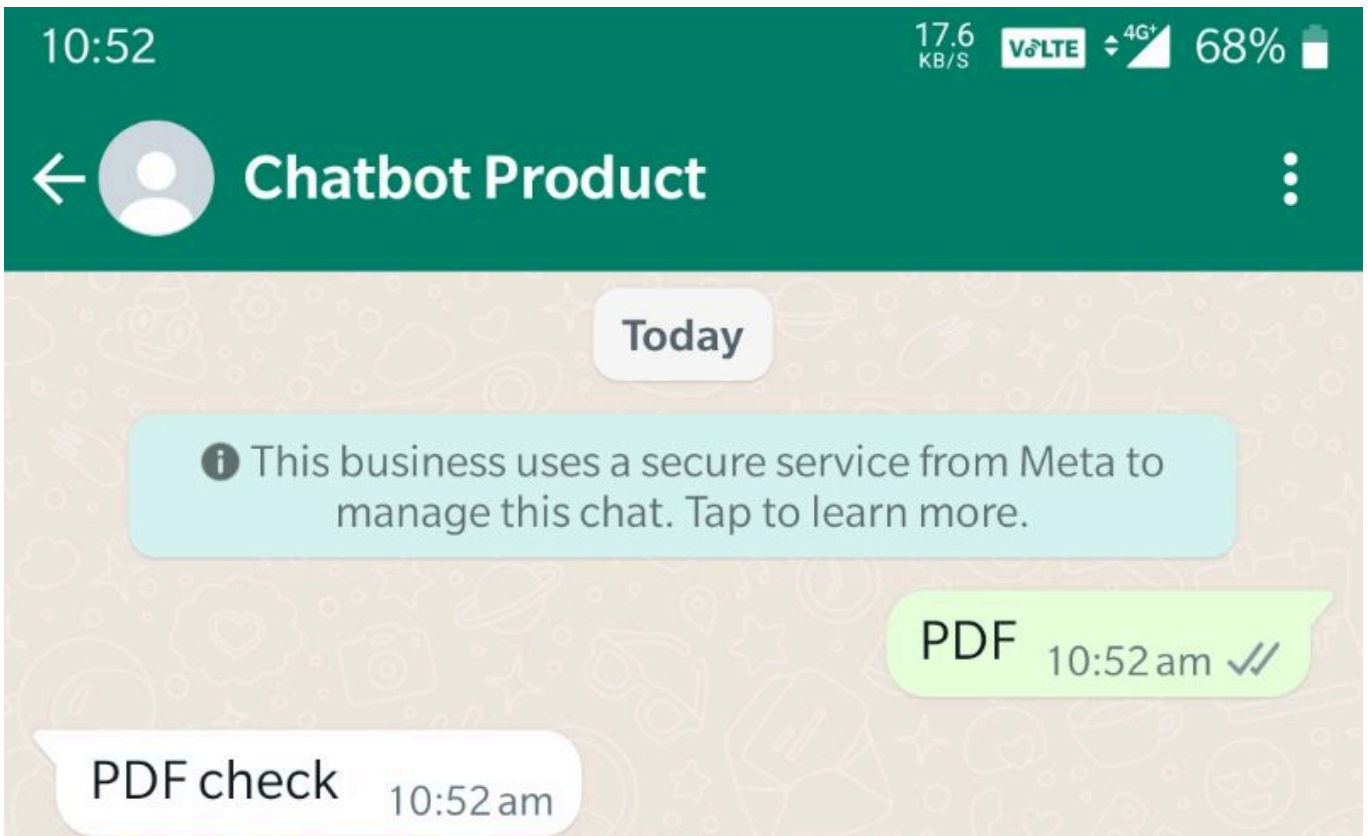 10:52
17.6
KB/S
VoLTE
4G+
68%
Chatbot Product
Today
This business uses a secure service from Meta to
manage this chat. Tap to learn more.
PDF 10:52 am
PDF check 10:52 am